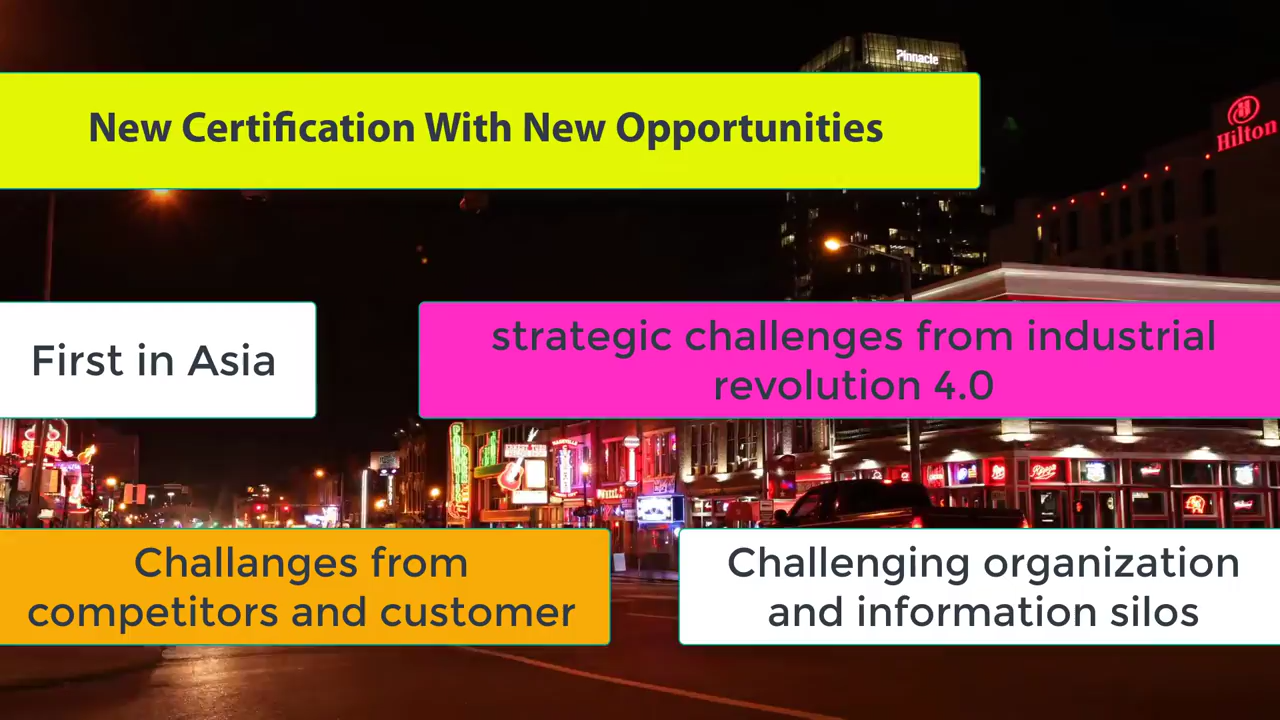 Pinnacle
New Certification With New Opportunities
Hilton
First in Asia
strategic challenges from industrial
revolution 4.0
Challanges from
competitors and customer
Challenging organization
and information silos